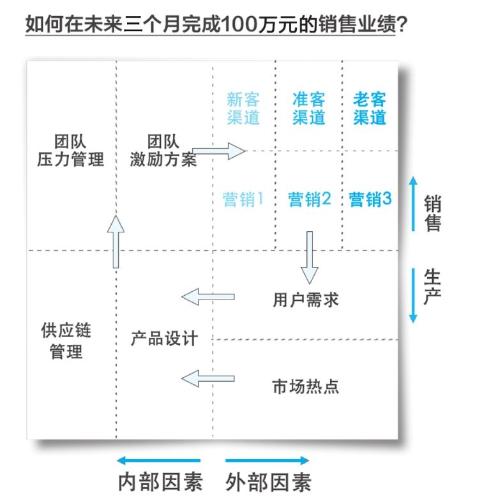 如何在未来三个月完成100万元的销售业绩?
团队
压力管理
团队
激励方案
新客
渠道
准客
渠道
老客
渠道
营销1
营销2
营销3
销售
生产
供应链
管理
产品设计
用户需求
市场热点
内部因素
外部因素